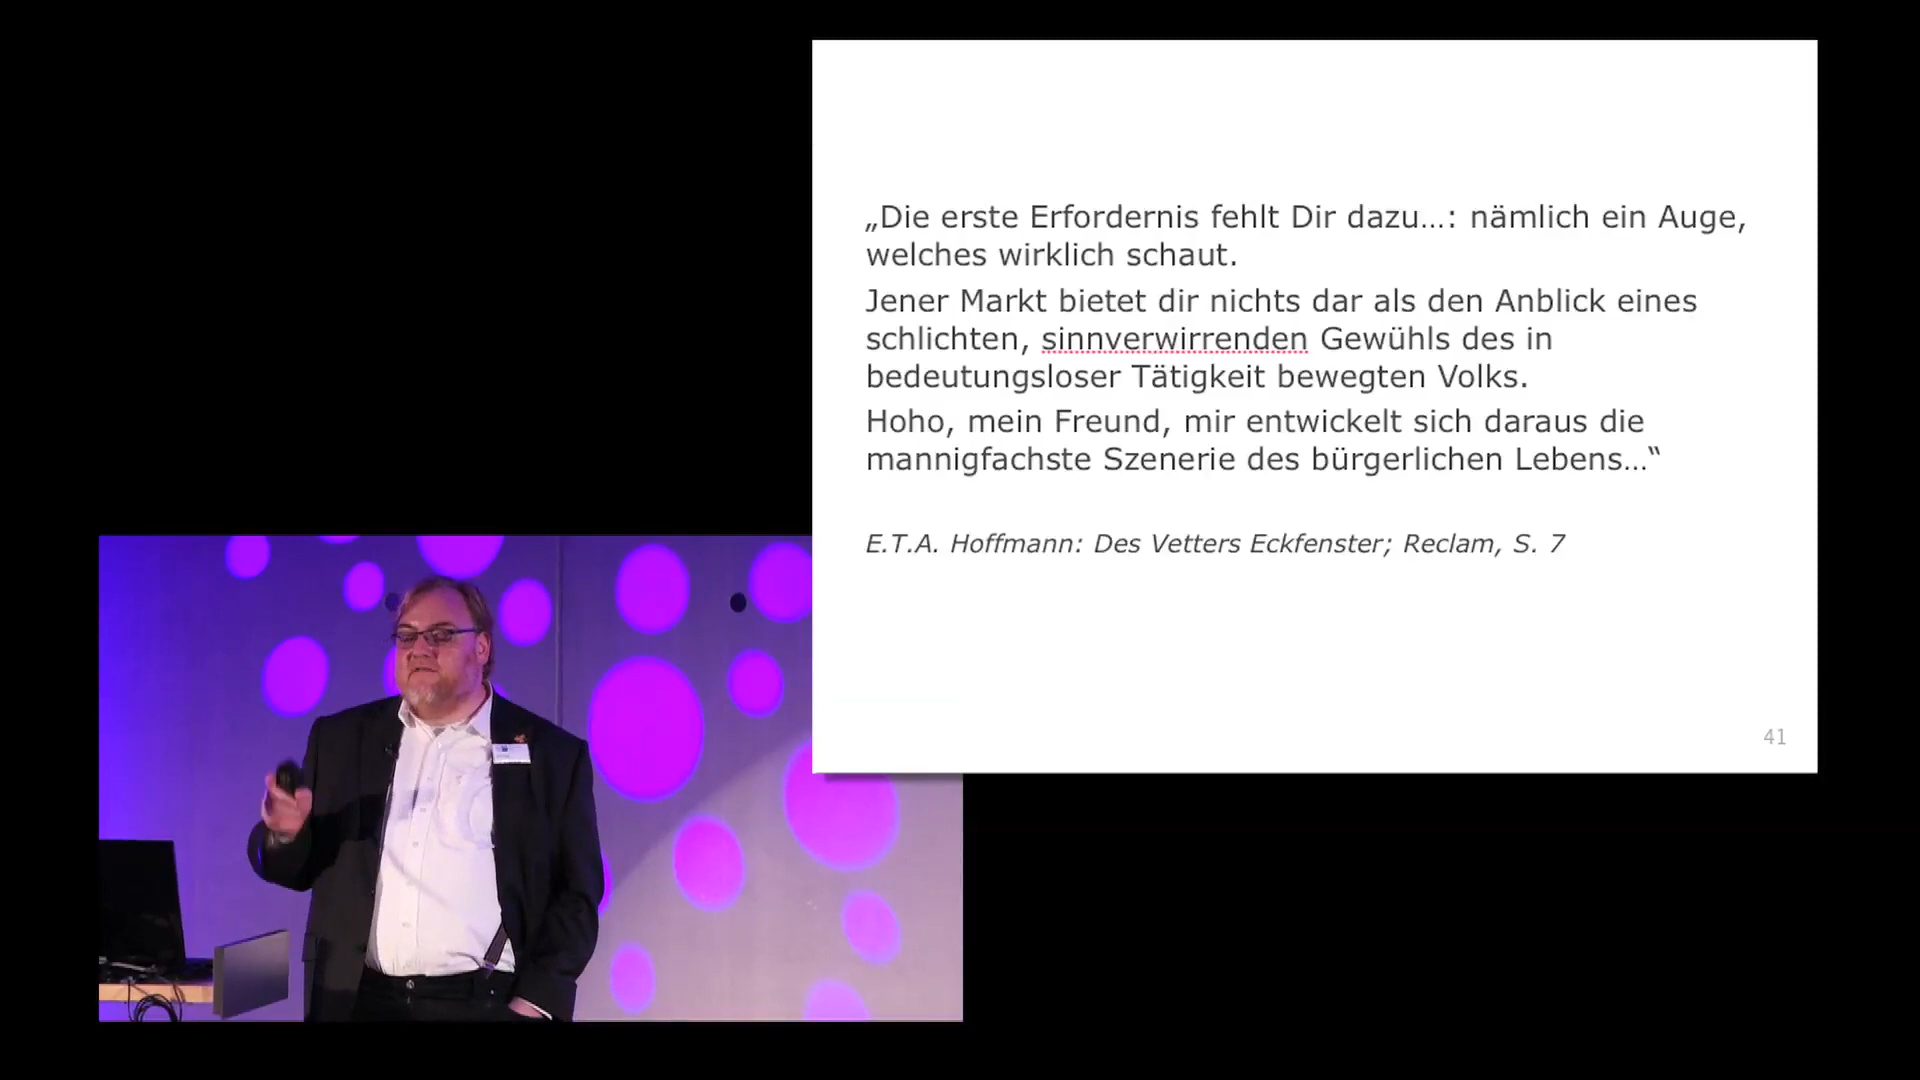 „Die erste Erfordernis fehlt Dir dazu…: nämlich ein Auge,
welches wirklich schaut.
Jener Markt bietet dir nichts dar als den Anblick eines
schlichten, sinnverwirrenden Gewühls des in
bedeutungsloser Tätigkeit bewegten Volks.
Hoho, mein Freund, mir entwickelt sich daraus die
mannigfachste Szenerie des bürgerlichen Lebens…“
E.T.A. Hoffmann: Des Vetters Eckfenster; Reclam, S. 7
41